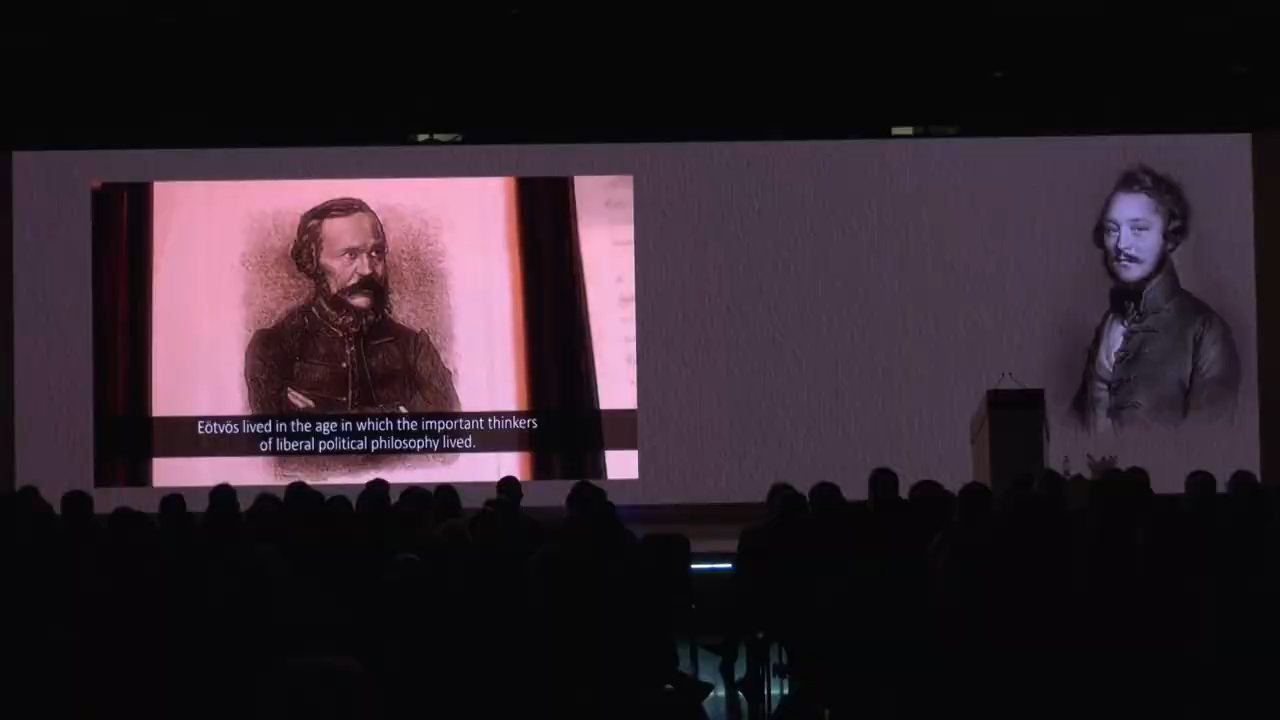 Eötvös lived in the age in which the important thinkers
of liberal political philosophy lived.